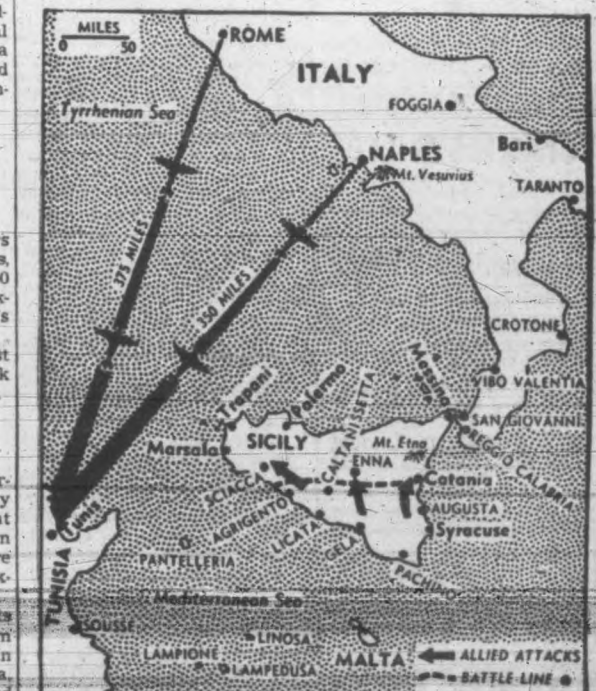 MILES
0 50
ROME
ITALY
Tyrrhenian Sea
FOGGIA
Bari
NAPLES
Mt. Vesuvius
TARANTO
375 MILES
350 MILES
CROTONE
VIBO VALENTIA
Messina
SAN GIOVANNI
REGGIO CALABRIA
Trapani
Palermo
Marsala
SICILY
CALTANISSETTA
Mt. Etna
ENNA
Catania
SCIACCA
AGRIGENTO
LICATA
GELA
AUGUSTA
Syracuse
PACHINO
TUNIS
TUNISIA
PANTELLERIA
Mediterranean Sea
SOUSSE
LINOSA
LAMPIONE
LAMPEDUSA
MALTA
ALLIED ATTACKS
BATTLE LINE